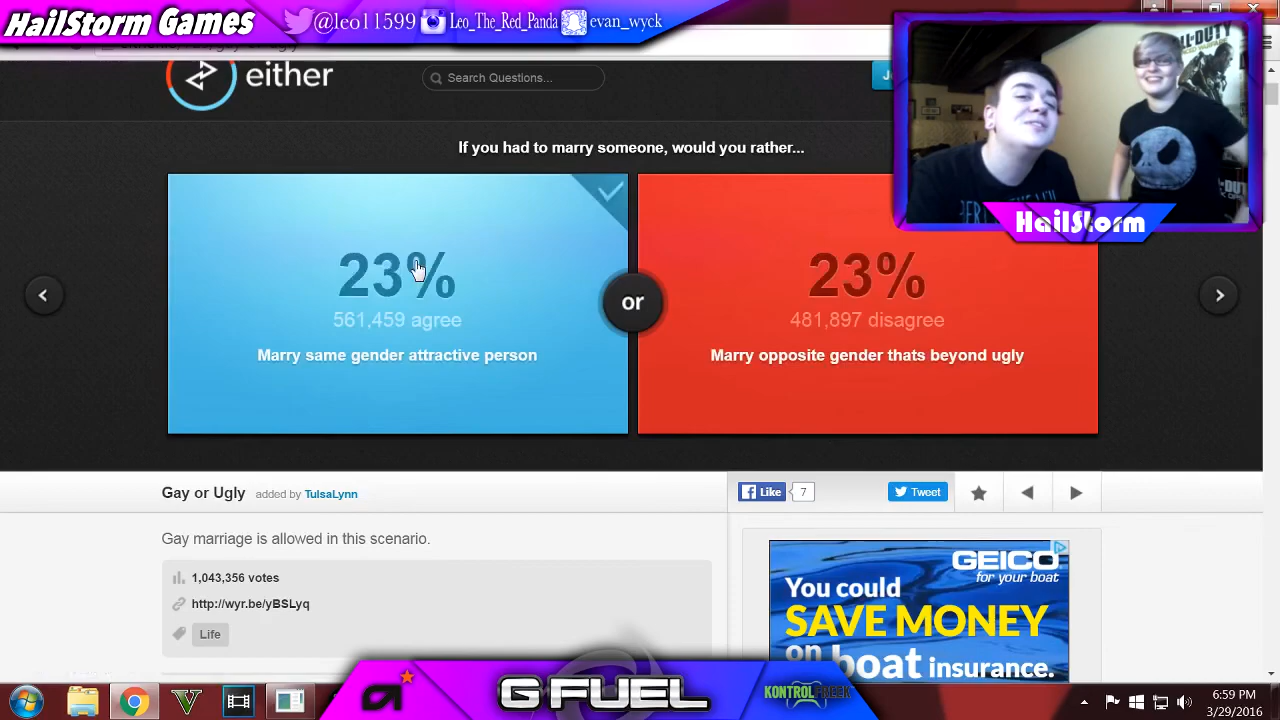 HailStorm Games
@leo11599
Leo_The_Red_Panda
evan_wyck
either
Search Questions...
If you had to marry someone, would you rather...
23%
561,459 agree
Marry same gender attractive person
or
23%
481,897 disagree
Marry opposite gender thats beyond ugly
HailStorm
Gay or Ugly
added by TulsaLynn
Like
7
Tweet
Gay marriage is allowed in this scenario.
1,043,356 votes
http://wyr.be/yBSLyq
Life
GEICO
for your boat
You could
SAVE MONEY
on boat insurance.
G FUEL
KONTROLFREEK
6:59 PM
3/29/2016